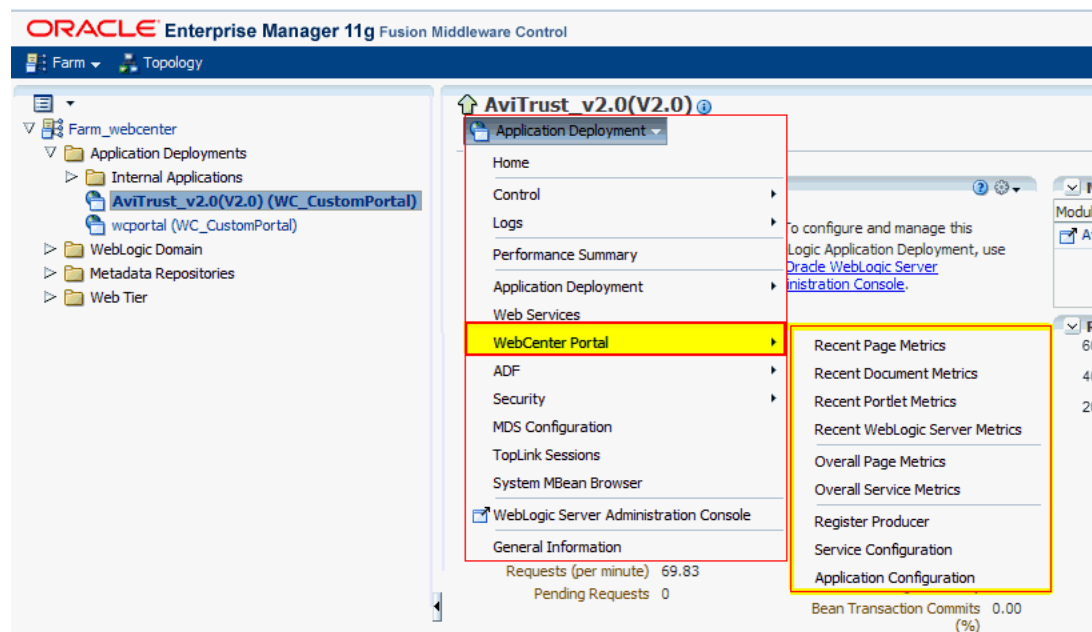 ORACLE Enterprise Manager 11g Fusion Middleware Control
Farm Topology
Farm_webcenter
Application Deployments
Internal Applications
AviTrust_v2.0(V2.0) (WC_CustomPortal)
wcportal (WC_CustomPortal)
WebLogic Domain
Metadata Repositories
Web Tier
AviTrust_v2.0(V2.0)
Application Deployment
Home
Control
Logs
Performance Summary
Application Deployment
Web Services
WebCenter Portal
ADF
Security
MDS Configuration
TopLink Sessions
System MBean Browser
WebLogic Server Administration Console
General Information
Requests (per minute) 69.83
Pending Requests 0
configure and manage this
Logic Application Deployment, use
Oracle WebLogic Server
inistration Console.
Recent Page Metrics
Recent Document Metrics
Recent Portlet Metrics
Recent WebLogic Server Metrics
Overall Page Metrics
Overall Service Metrics
Register Producer
Service Configuration
Application Configuration
Bean Transaction Commits 0.00
(%)
Modul